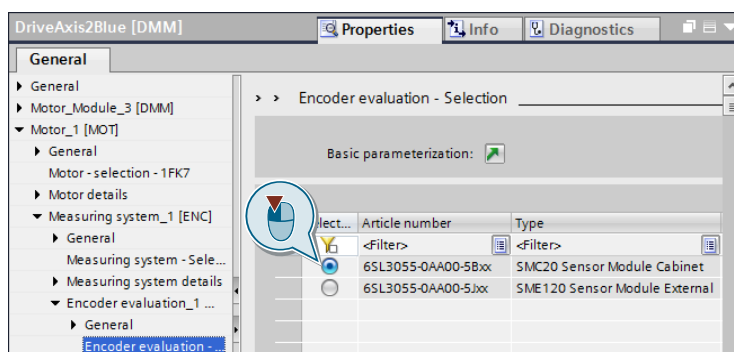 DriveAxis2Blue [DMM]
Properties
Info
Diagnostics
General
General
Motor_Module_3 [DMM]
Motor_1 [MOT]
General
Motor - selection - 1FK7
Motor details
Measuring system_1 [ENC]
General
Measuring system - Sele...
Measuring system details
Encoder evaluation_1 ...
General
Encoder evaluation - ...
> > Encoder evaluation - Selection
Basic parameterization:
lect... Article number Type
<Filter> <Filter>
6SL3055-0AA00-5Bxx SMC20 Sensor Module Cabinet
6SL3055-0AA00-5Jxx SME120 Sensor Module External